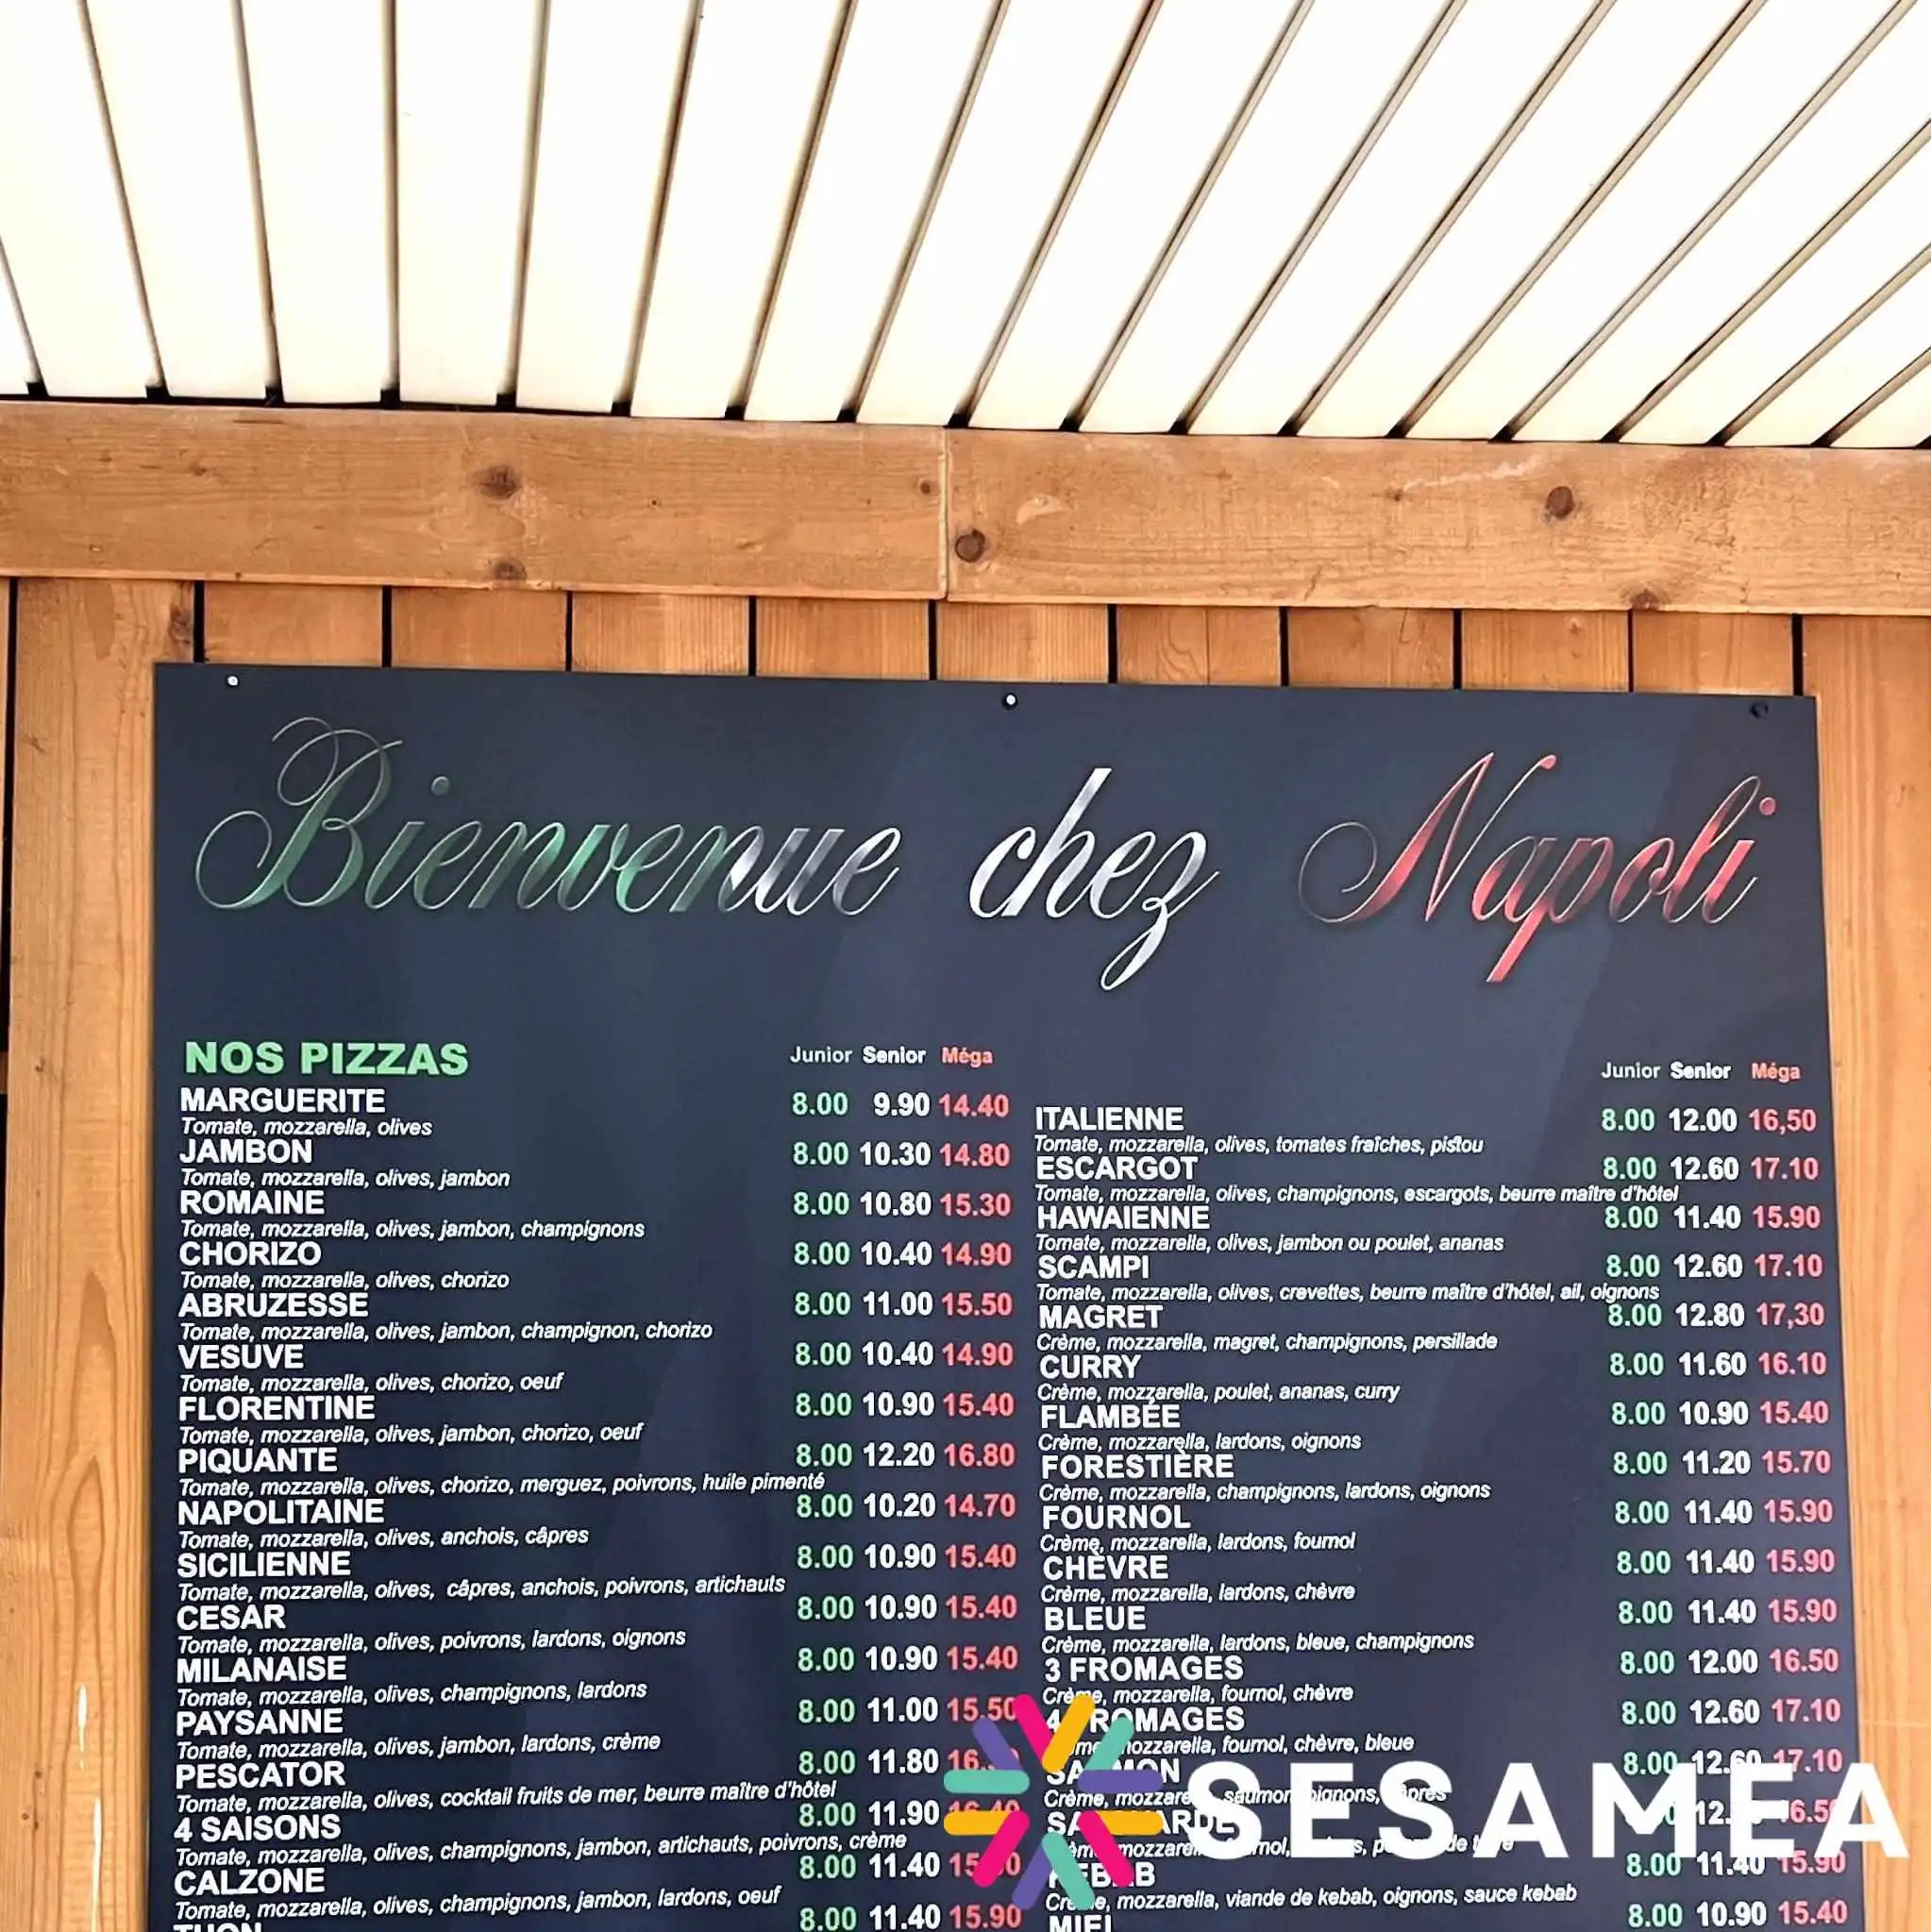 Bienvenue chez Napoli
NOS PIZZAS Junior Senior Méga
MARGUERITE 8.00 9.90 14.40
Tomate, mozzarella, olives
JAMBON 8.00 10.30 14.80
Tomate, mozzarella, olives, jambon
ROMAINE 8.00 10.80 15.30
Tomate, mozzarella, olives, jambon, champignons
CHORIZO 8.00 10.40 14.90
Tomate, mozzarella, olives, chorizo
ABRUZESSE 8.00 11.00 15.50
Tomate, mozzarella, olives, jambon, champignon, chorizo
VESUVE 8.00 10.40 14.90
Tomate, mozzarella, olives, chorizo, oeuf
FLORENTINE 8.00 10.90 15.40
Tomate, mozzarella, olives, jambon, chorizo, oeuf
PIQUANTE 8.00 12.20 16.80
Tomate, mozzarella, olives, chorizo, merguez, poivrons, huile pimenté
NAPOLITAINE 8.00 10.20 14.70
Tomate, mozzarella, olives, anchois, câpres
SICILIENNE 8.00 10.90 15.40
Tomate, mozzarella, olives, câpres, anchois, poivrons, artichauts
CESAR 8.00 10.90 15.40
Tomate, mozzarella, olives, poivrons, lardons, oignons
MILANAISE 8.00 10.90 15.40
Tomate, mozzarella, olives, champignons, lardons
PAYSANNE 8.00 11.00 15.50
Tomate, mozzarella, olives, jambon, lardons, crème
PESCATOR 8.00 11.80
Tomate, mozzarella, olives, cocktail fruits de mer, beurre maître d'hôtel
4 SAISONS 8.00 11.90
Tomate, mozzarella, olives, champignons, jambon, artichauts, poivrons, crème
CALZONE 8.00 11.40
Tomate, mozzarella, olives, champignons, jambon, lardons, oeuf
THON 8.00 11.40 15.90
Junior Senior Méga
ITALIENNE 8.00 12.00 16,50
Tomate, mozzarella, olives, tomates fraîches, pistou
ESCARGOT 8.00 12.60 17.10
Tomate, mozzarella, olives, champignons, escargots, beurre maître d'hôtel
HAWAIENNE 8.00 11.40 15.90
Tomate, mozzarella, olives, jambon ou poulet, ananas
SCAMPI 8.00 12.60 17.10
Tomate, mozzarella, olives, crevettes, beurre maître d'hôtel, ail, oignons
MAGRET 8.00 12.80 17,30
Crème, mozzarella, magret, champignons, persillade
CURRY 8.00 11.60 16.10
Crème, mozzarella, poulet, ananas, curry
FLAMBÉE 8.00 10.90 15.40
Crème, mozzarella, lardons, oignons
FORESTIÈRE 8.00 11.20 15.70
Crème, mozzarella, champignons, lardons, oignons
FOURNOL 8.00 11.40 15.90
Crème, mozzarella, lardons, fournol
CHÈVRE 8.00 11.40 15.90
Crème, mozzarella, lardons, chèvre
BLEUE 8.00 11.40 15.90
Crème, mozzarella, lardons, bleue, champignons
3 FROMAGES 8.00 12.00 16.50
Crème, mozzarella, fournol, chèvre
4 FROMAGES 8.00 12.60 17.10
mozzarella, fournol, chèvre, bleue
SAUMON 8.00 12.60 17.10
Crème, mozzarella, saumon, oignons, câpres
KEBAB 8.00 11.40 15.90
Crème, mozzarella, viande de kebab, oignons, sauce kebab
MIEL 8.00 10.90 15.40
SESAMEA